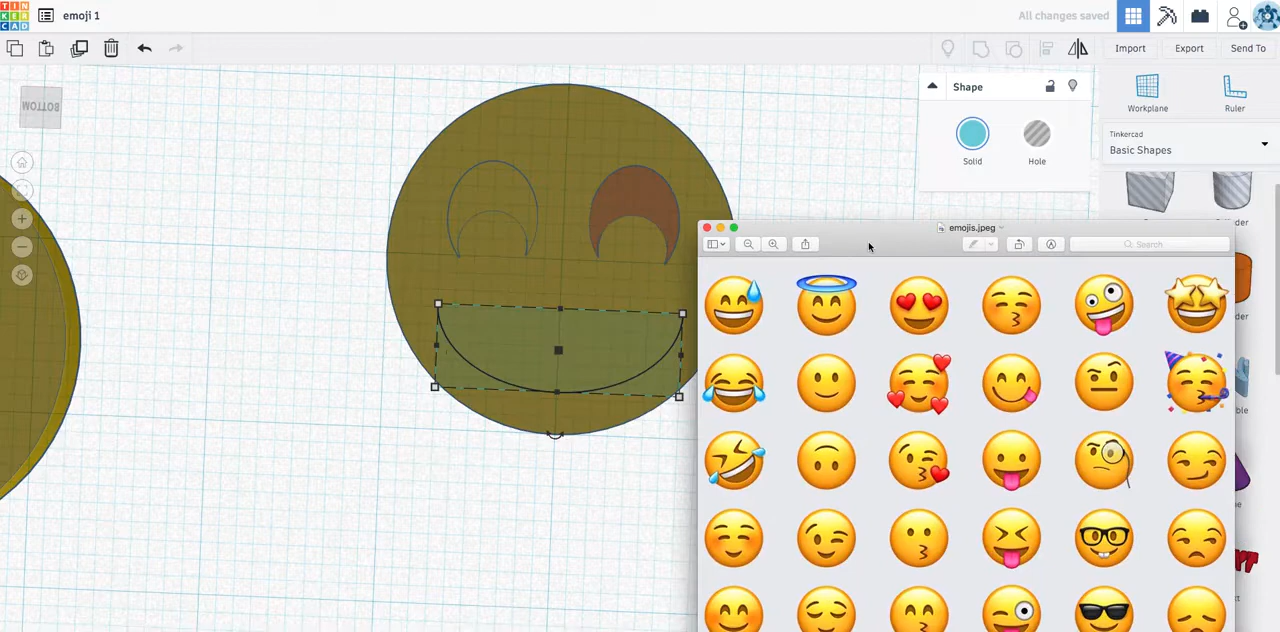 TIN
KER
CAD
emoji 1
All changes saved
Import
Export
Send To
BOTTOM
Shape
Solid
Hole
Workplane
Ruler
Tinkercad
Basic Shapes
emojis.jpeg
Search